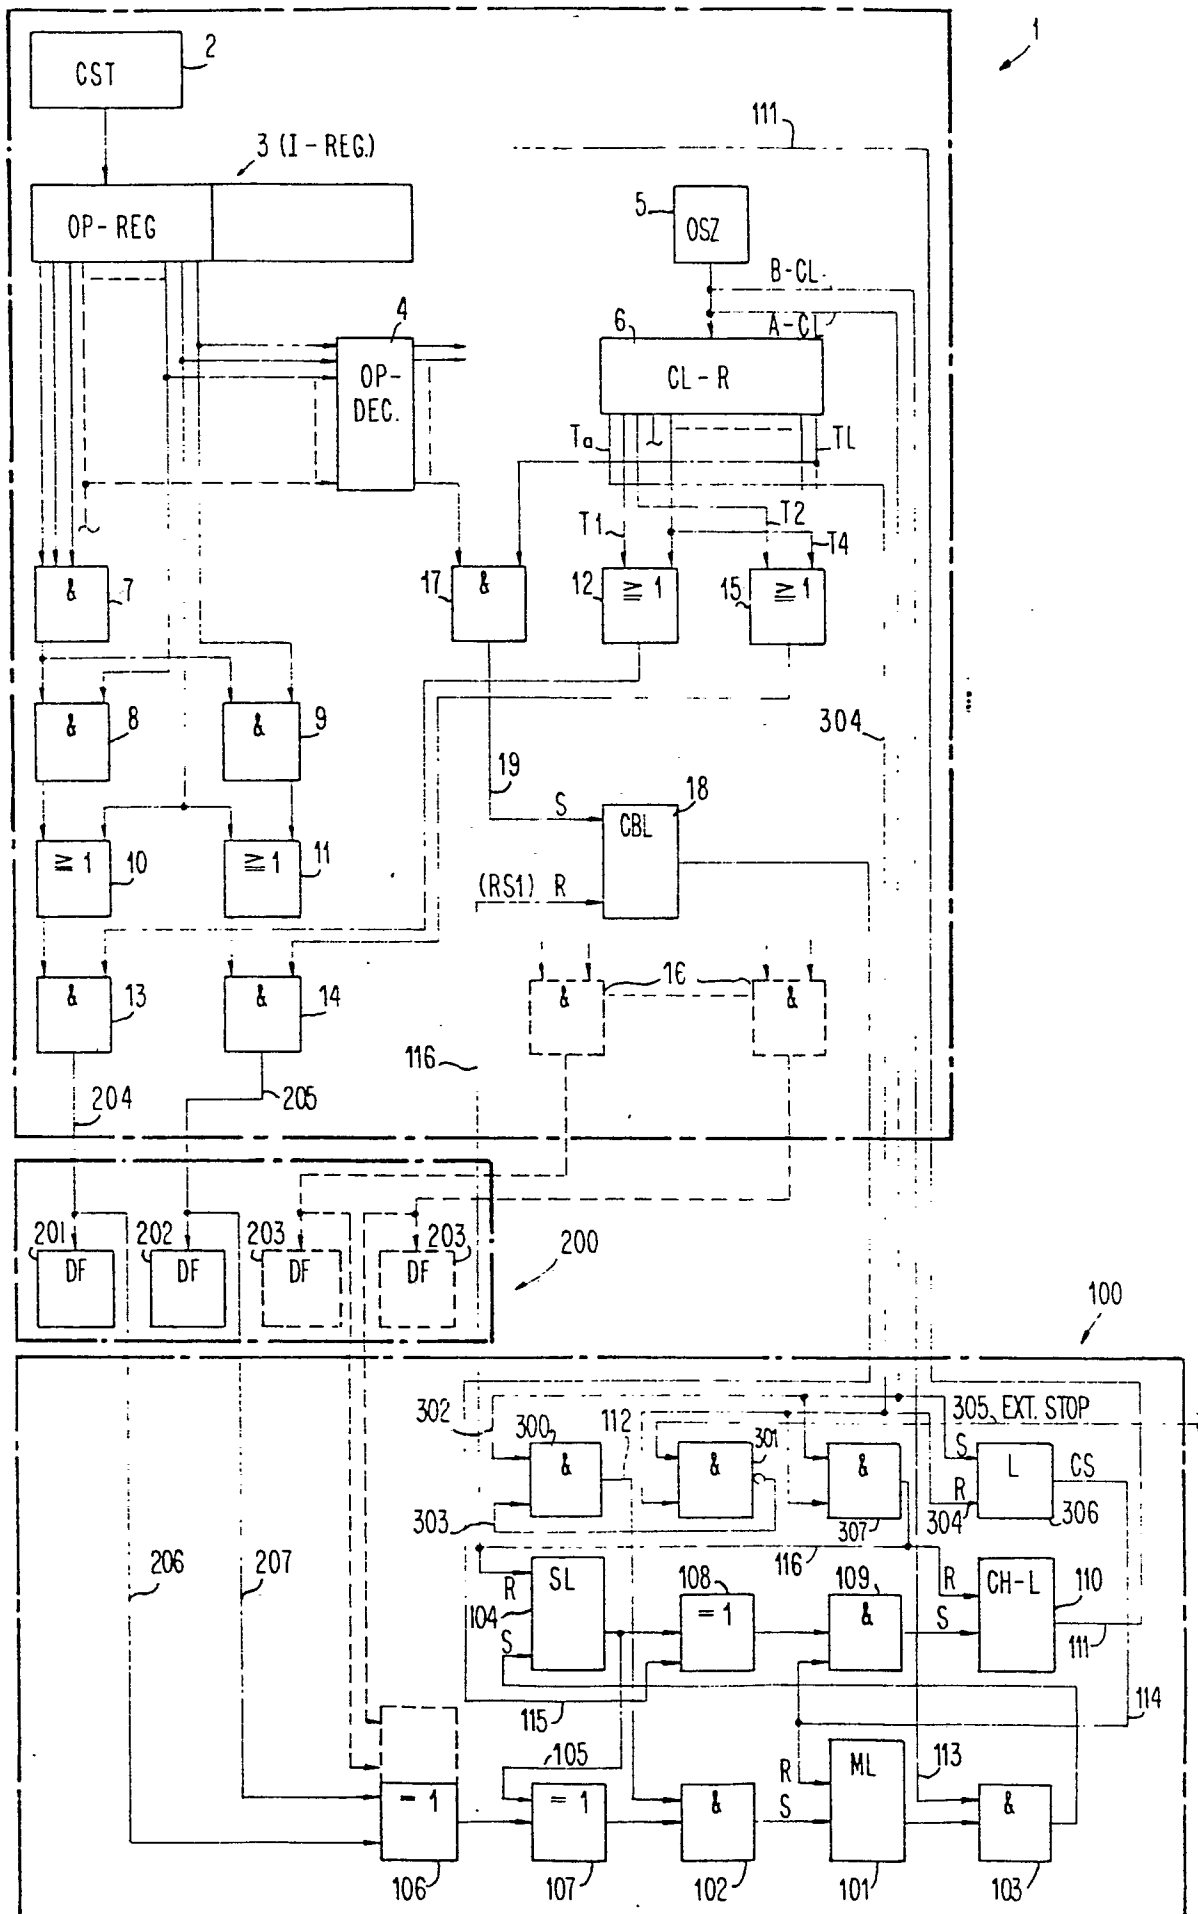 1
2
CST
3 (I-REG.)
111
OP-REG
5
OSZ
B-CL
A-CL
4
6
OP-
DEC.
CL-R
Ta
TL
T1
T2
T4
&
7
17
&
12
≧ 1
15
≧ 1
304
&
8
&
9
19
S
18
CBL
≧ 1
10
≧ 1
11
(RS1) R
&
13
&
14
16
&
&
116
204
205
201
DF
202
DF
203
DF
203
DF
200
100
302
300
112
301
305 EXT. STOP
&
&
&
S
L
CS
R
303
307
304
306
116
206
207
R
SL
108
109
R
CH-L
110
104
= 1
&
S
S
111
115
114
105
R
ML
113
= 1
= 1
&
S
&
106
107
102
101
103